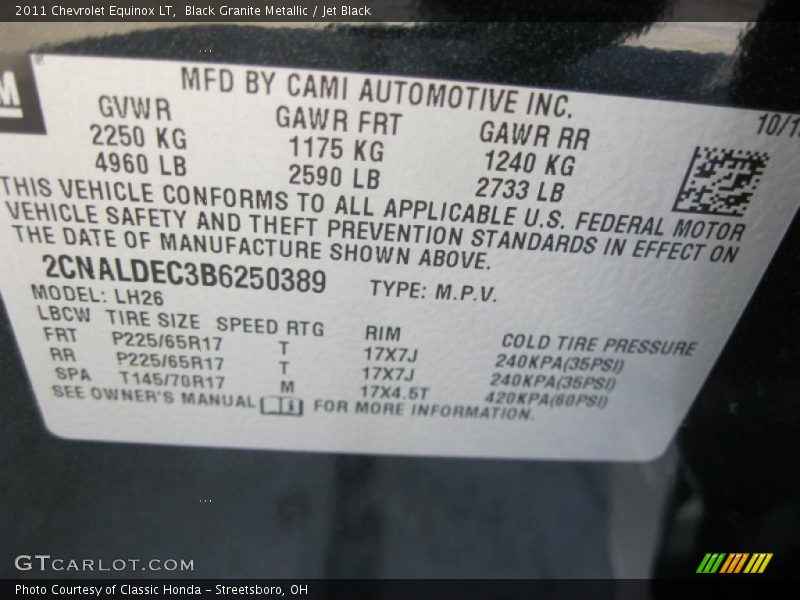 2011 Chevrolet Equinox LT, Black Granite Metallic / Jet Black
MFD BY CAMI AUTOMOTIVE INC.
GVWR GAWR FRT GAWR RR
2250 KG 1175 KG 1240 KG
4960 LB 2590 LB 2733 LB
THIS VEHICLE CONFORMS TO ALL APPLICABLE U.S. FEDERAL MOTOR
VEHICLE SAFETY AND THEFT PREVENTION STANDARDS IN EFFECT ON
THE DATE OF MANUFACTURE SHOWN ABOVE.
2CNALDEC3B6250389 TYPE: M.P.V.
MODEL: LH26
LBCW TIRE SIZE SPEED RTG RIM COLD TIRE PRESSURE
FRT P225/65R17 T 17X7J 240KPA(35PSI)
RR P225/65R17 T 17X7J 240KPA(35PSI)
SPA T145/70R17 M 17X4.5T 420KPA(60PSI)
SEE OWNER'S MANUAL FOR MORE INFORMATION.
GTCARLOT.COM
Photo Courtesy of Classic Honda - Streetsboro, OH